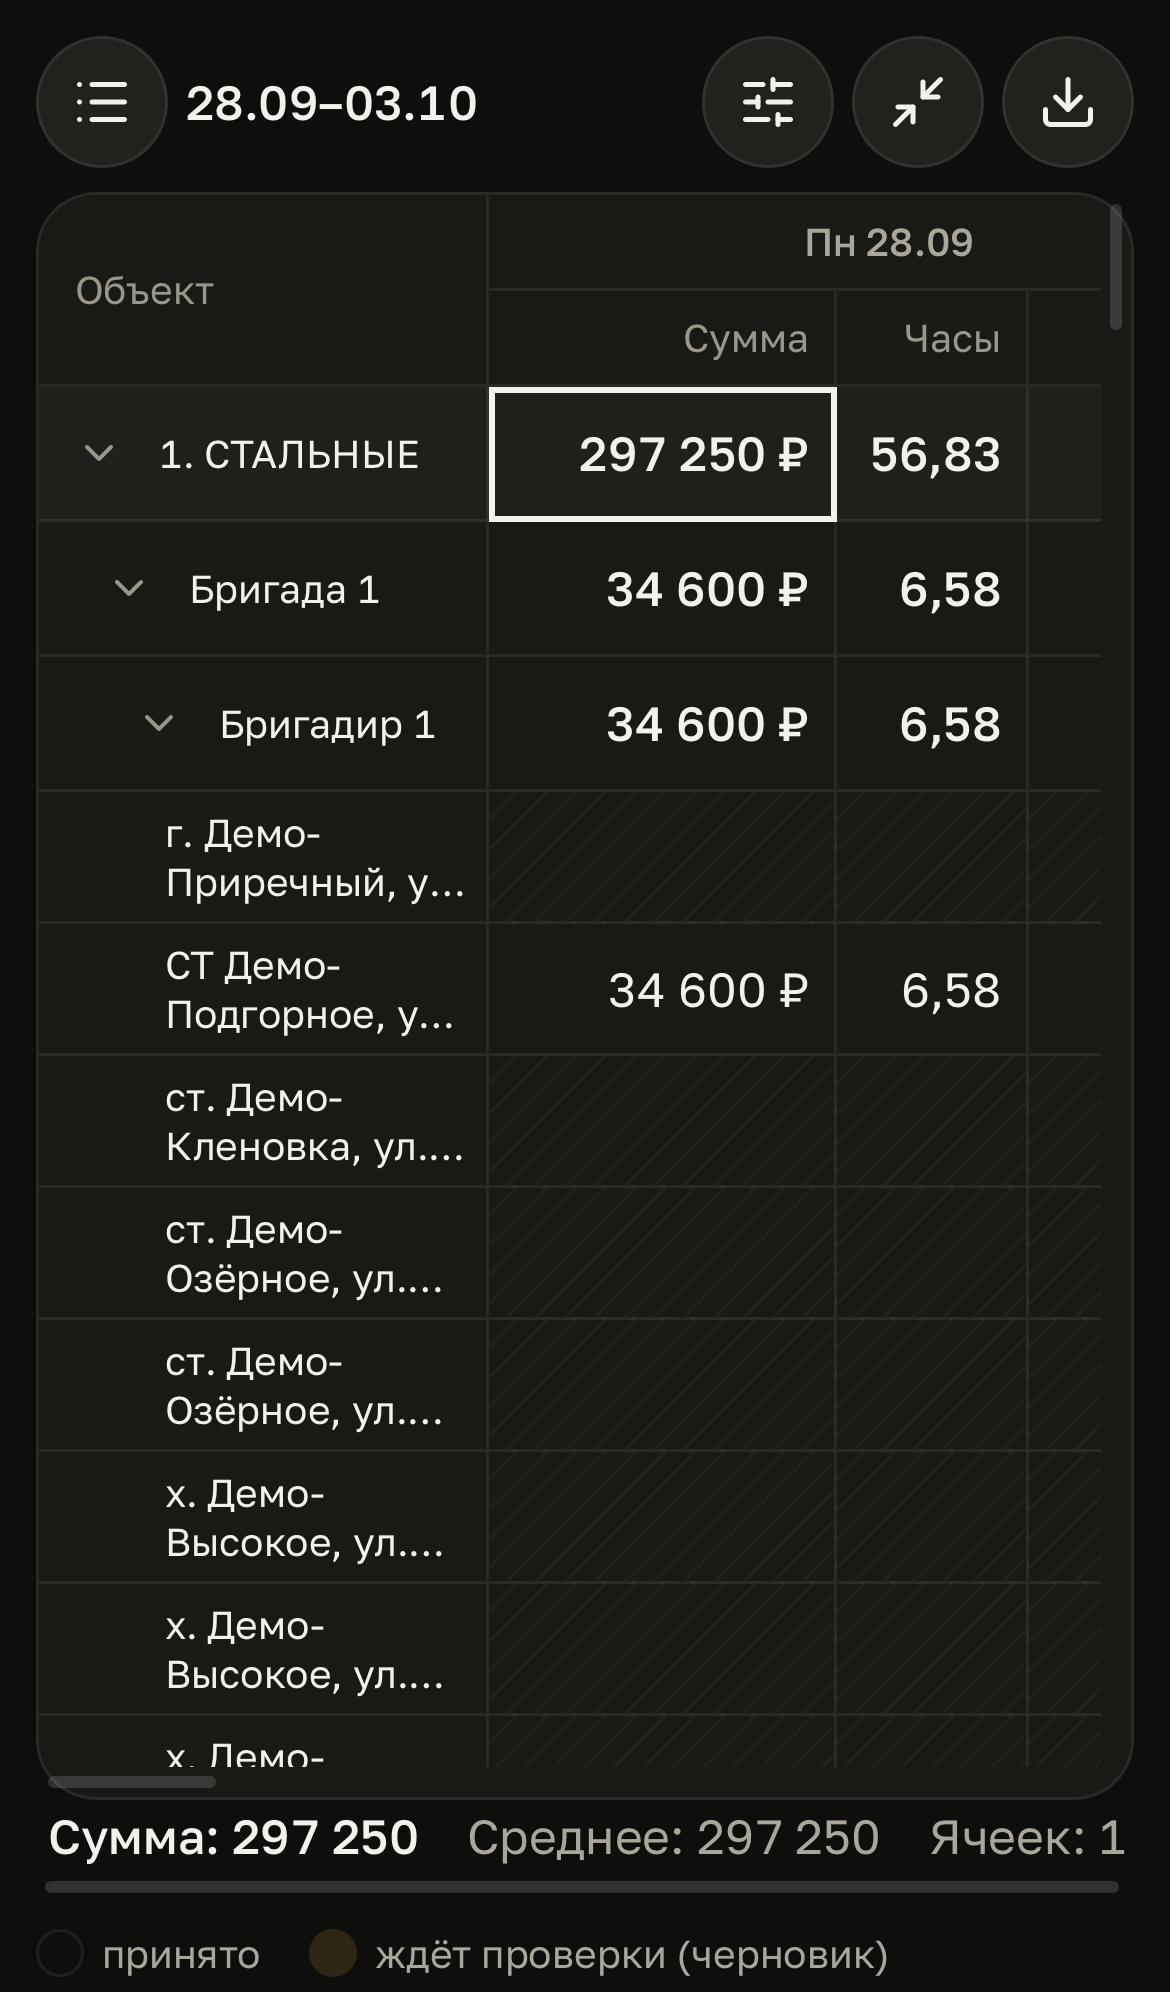 28.09–03.10
Объект
Пн 28.09
Сумма Часы
1. СТАЛЬНЫЕ 297 250 ₽ 56,83
Бригада 1 34 600 ₽ 6,58
Бригадир 1 34 600 ₽ 6,58
г. Демо-
Приречный, у...
СТ Демо-
Подгорное, у... 34 600 ₽ 6,58
ст. Демо-
Кленовка, ул....
ст. Демо-
Озёрное, ул....
ст. Демо-
Озёрное, ул....
х. Демо-
Высокое, ул....
х. Демо-
Высокое, ул....
х. Демо-
Сумма: 297 250 Среднее: 297 250 Ячеек: 1
принято ждёт проверки (черновик)